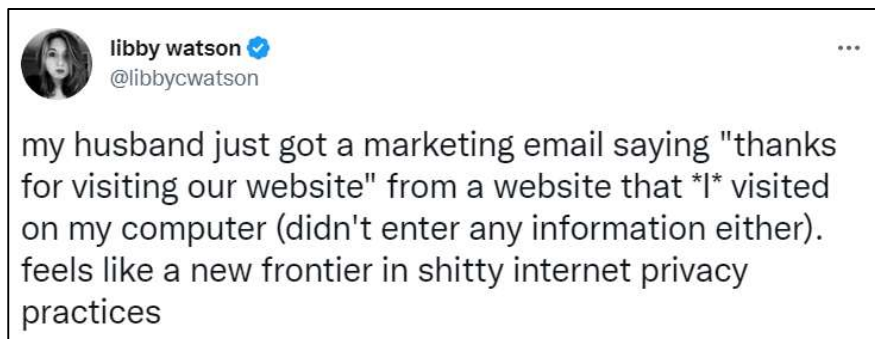 libby watson
@libbycwatson
my husband just got a marketing email saying "thanks
for visiting our website" from a website that *I* visited
on my computer (didn't enter any information either).
feels like a new frontier in shitty internet privacy
practices